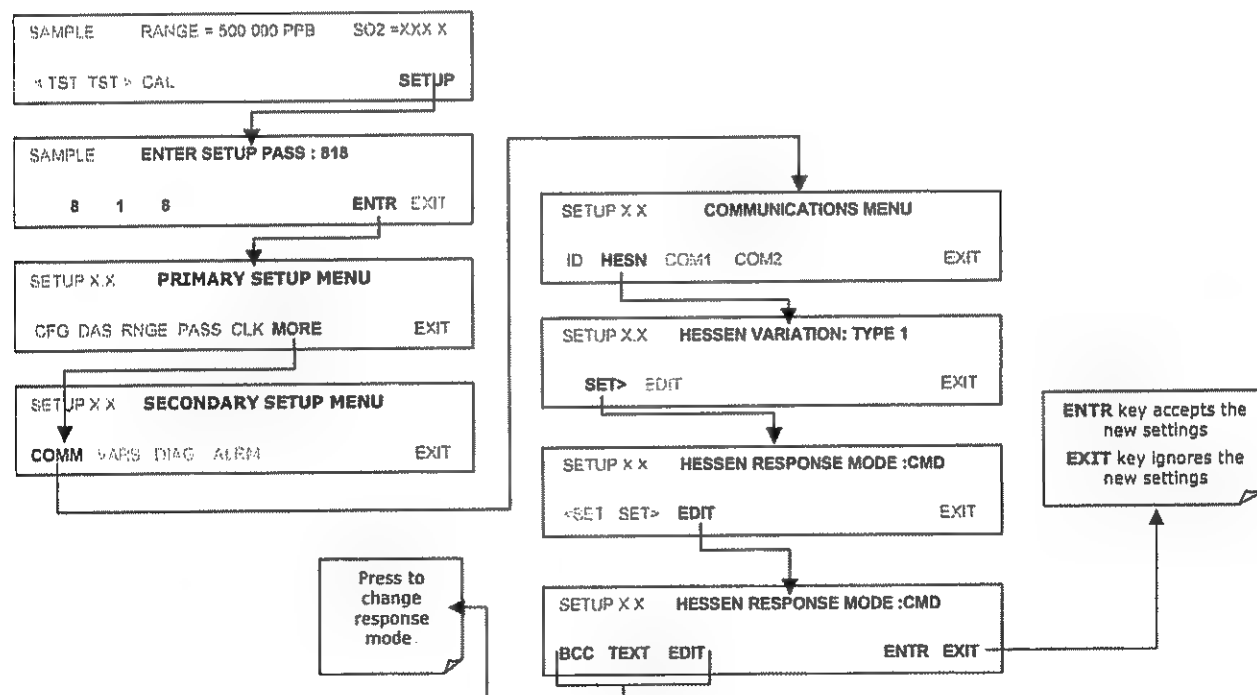 SAMPLE RANGE = 500 000 PPB SO2 =XXX X
< TST TST > CAL SETUP
SAMPLE ENTER SETUP PASS : 818
8 1 8 ENTR EXIT
SETUP X.X PRIMARY SETUP MENU
CFG DAS RNGE PASS CLK MORE EXIT
SETUP X X SECONDARY SETUP MENU
COMM VARS DIAG ALRM EXIT
SETUP X X COMMUNICATIONS MENU
ID HESN COM1 COM2 EXIT
SETUP X.X HESSEN VARIATION: TYPE 1
SET> EDIT EXIT
SETUP X X HESSEN RESPONSE MODE :CMD
<SET SET> EDIT EXIT
SETUP X X HESSEN RESPONSE MODE :CMD
BCC TEXT EDIT ENTR EXIT
ENTR key accepts the
new settings
EXIT key ignores the
new settings
Press to
change
response
mode.